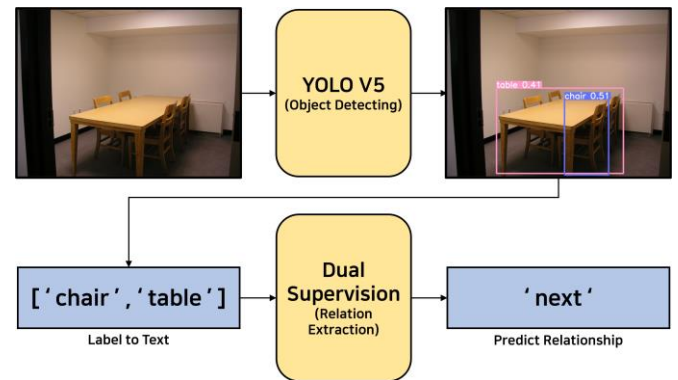 YOLO V5
(Object Detecting)
table 0.41
chair 0.51
[‘chair’,‘table’]
Label to Text
Dual
Supervision
(Relation
Extraction)
‘next‘
Predict Relationship